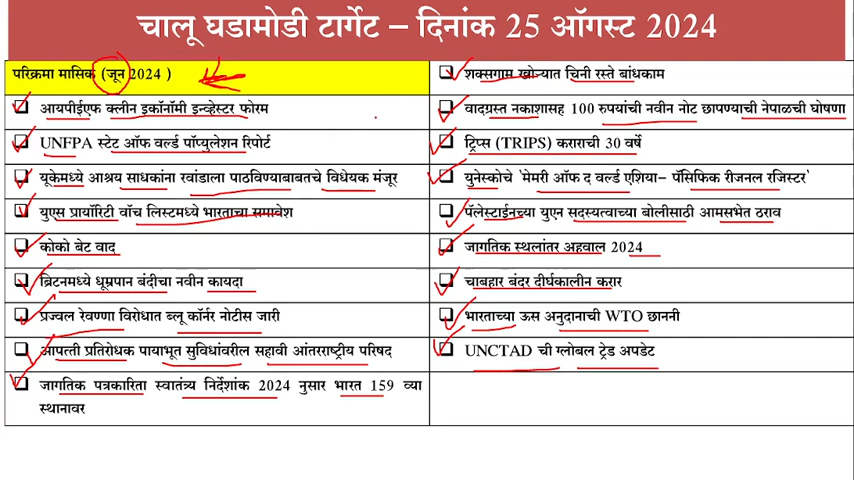 चालू घडामोडी टार्गेट – दिनांक 25 ऑगस्ट 2024
परिक्रमा मासिक (जून 2024 )
आयपीईएफ क्लीन इकॉनॉमी इन्व्हेस्टर फोरम
UNFPA स्टेट ऑफ वर्ल्ड पॉप्युलेशन रिपोर्ट
यूकेमध्ये आश्रय साधकांना रवांडाला पाठविण्याबाबतचे विधेयक मंजूर
युएस प्रायॉरिटी वॉच लिस्टमध्ये भारताचा समावेश
कोको बेट वाद
ब्रिटनमध्ये धूम्रपान बंदीचा नवीन कायदा
प्रज्वल रेवण्णा विरोधात ब्लू कॉर्नर नोटीस जारी
आपत्ती प्रतिरोधक पायाभूत सुविधांवरील सहावी आंतरराष्ट्रीय परिषद
जागतिक पत्रकारिता स्वातंत्र्य निर्देशांक 2024 नुसार भारत 159 व्या
स्थानावर
शक्सगाम खोऱ्यात चिनी रस्ते बांधकाम
वादग्रस्त नकाशासह 100 रुपयांची नवीन नोट छापण्याची नेपाळची घोषणा
ट्रिप्स (TRIPS) कराराची 30 वर्षे
युनेस्कोचे 'मेमरी ऑफ द वर्ल्ड एशिया– पॅसिफिक रीजनल रजिस्टर'
पॅलेस्टाईनच्या युएन सदस्यत्वाच्या बोलीसाठी आमसभेत ठराव
जागतिक स्थलांतर अहवाल 2024
चाबहार बंदर दीर्घकालीन करार
भारताच्या ऊस अनुदानाची WTO छाननी
UNCTAD ची ग्लोबल ट्रेड अपडेट